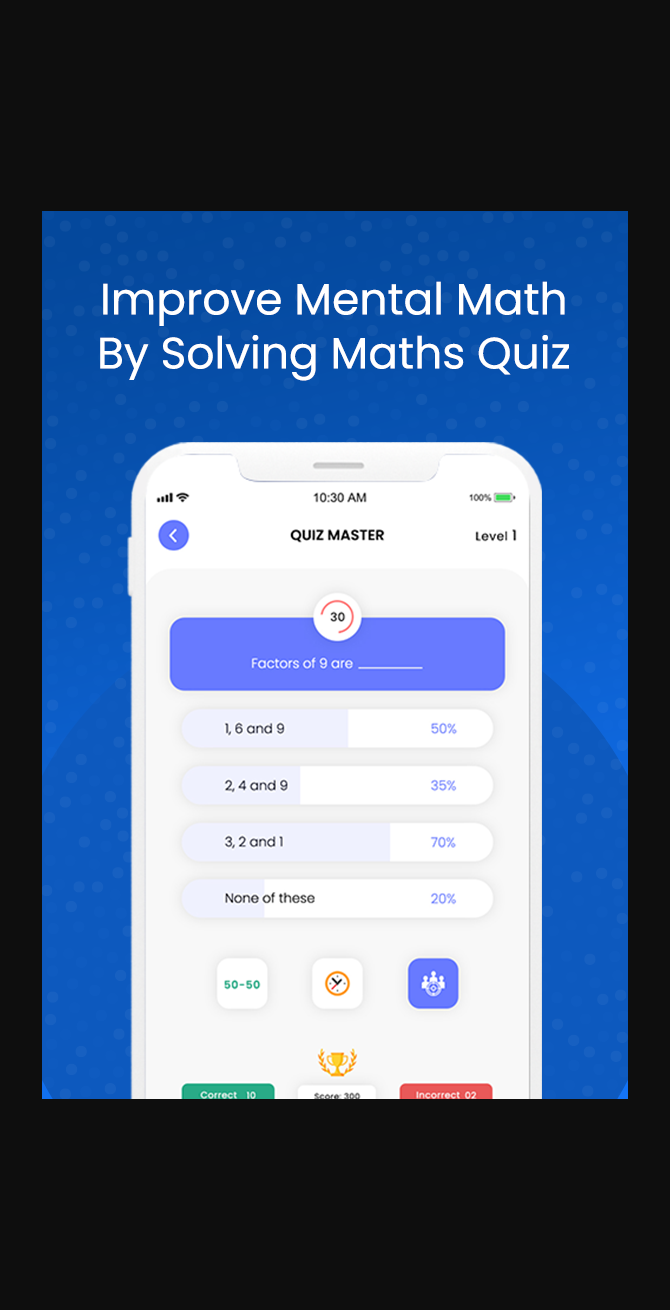 Improve Mental Math
By Solving Maths Quiz
10:30 AM
100%
QUIZ MASTER
Level 1
30
Factors of 9 are __________
1, 6 and 9 50%
2, 4 and 9 35%
3, 2 and 1 70%
None of these 20%
50-50
Correct 10
Score: 300
Incorrect 02